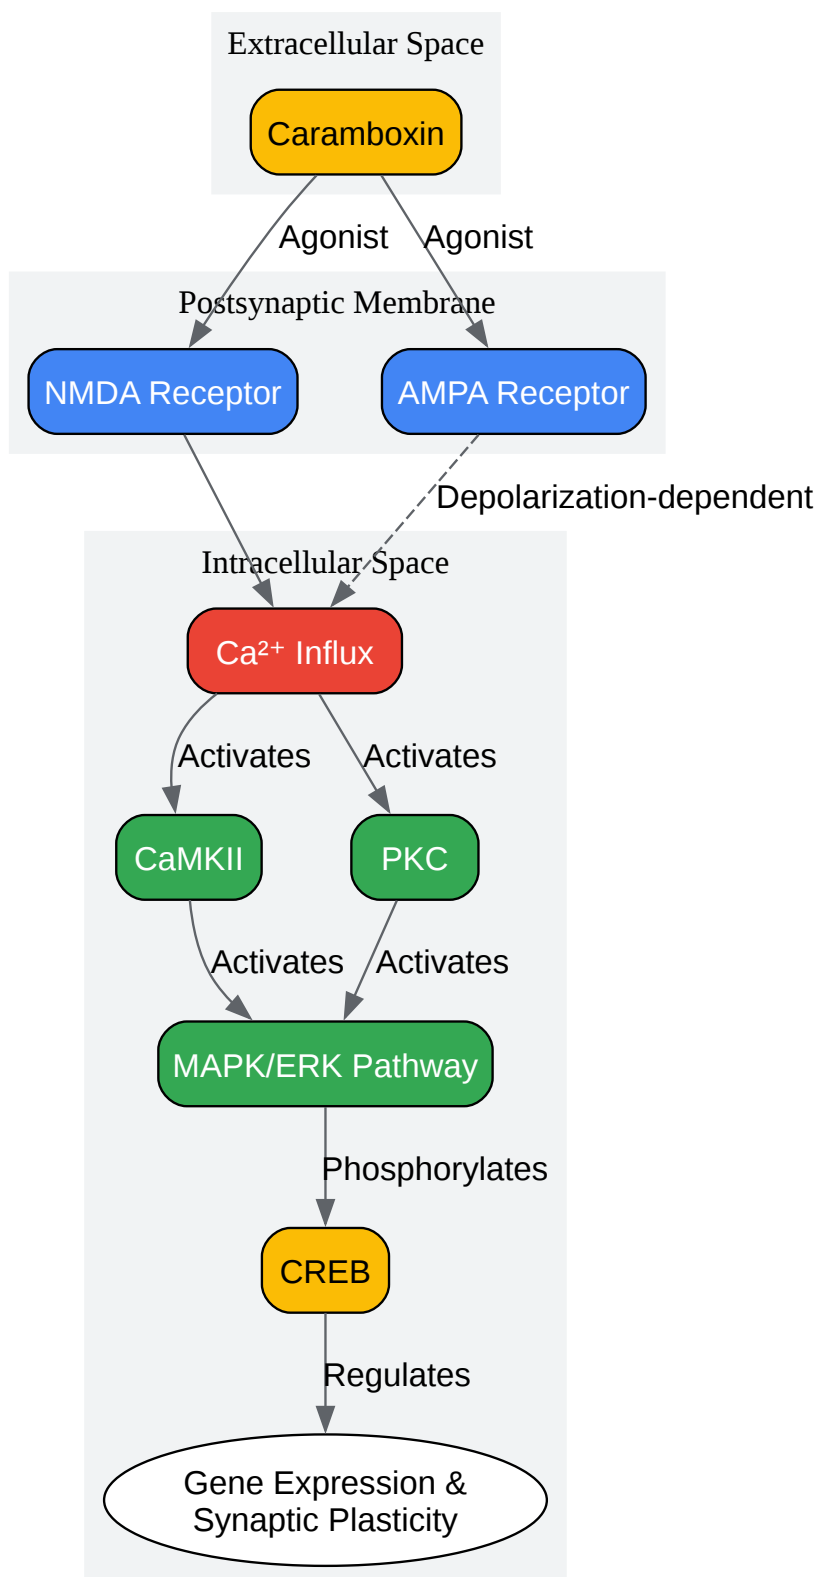 Extracellular Space
Caramboxin
Agonist
Agonist
Postsynaptic Membrane
NMDA Receptor
AMPA Receptor
Depolarization-dependent
Intracellular Space
Ca²⁺ Influx
Activates
Activates
CaMKII
PKC
Activates
Activates
MAPK/ERK Pathway
Phosphorylates
CREB
Regulates
Gene Expression &
Synaptic Plasticity